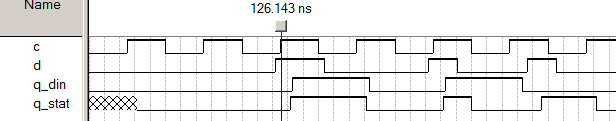 Name
126.143 ns
c
d
q_din
q_stat